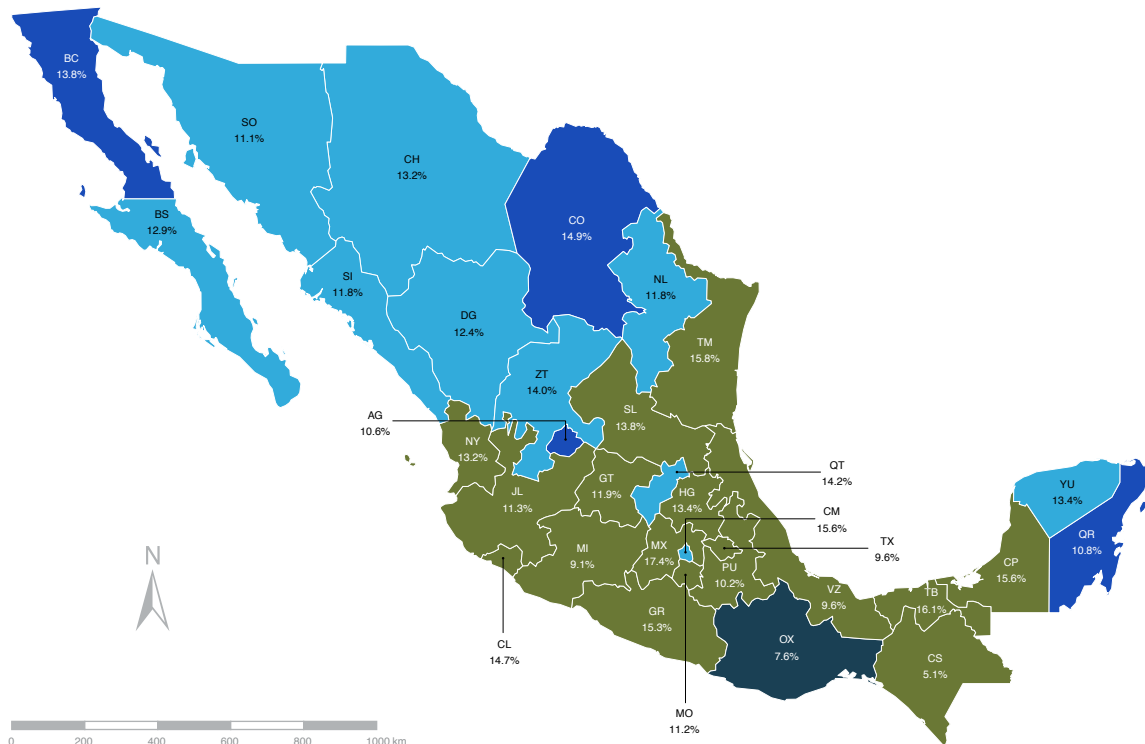 BC
13.8%
SO
11.1%
CH
13.2%
BS
12.9%
CO
14.9%
SI
11.8%
NL
11.8%
DG
12.4%
TM
15.8%
ZT
14.0%
AG
10.6%
SL
13.8%
NY
13.2%
QT
14.2%
GT
11.9%
JL
11.3%
HG
13.4%
YU
13.4%
CM
15.6%
QR
10.8%
MI
9.1%
MX
17.4%
TX
9.6%
N
PU
10.2%
CP
15.6%
VZ
9.6%
TB
16.1%
GR
15.3%
OX
7.6%
CL
14.7%
CS
5.1%
MO
11.2%
0 200 400 600 800 1000 km